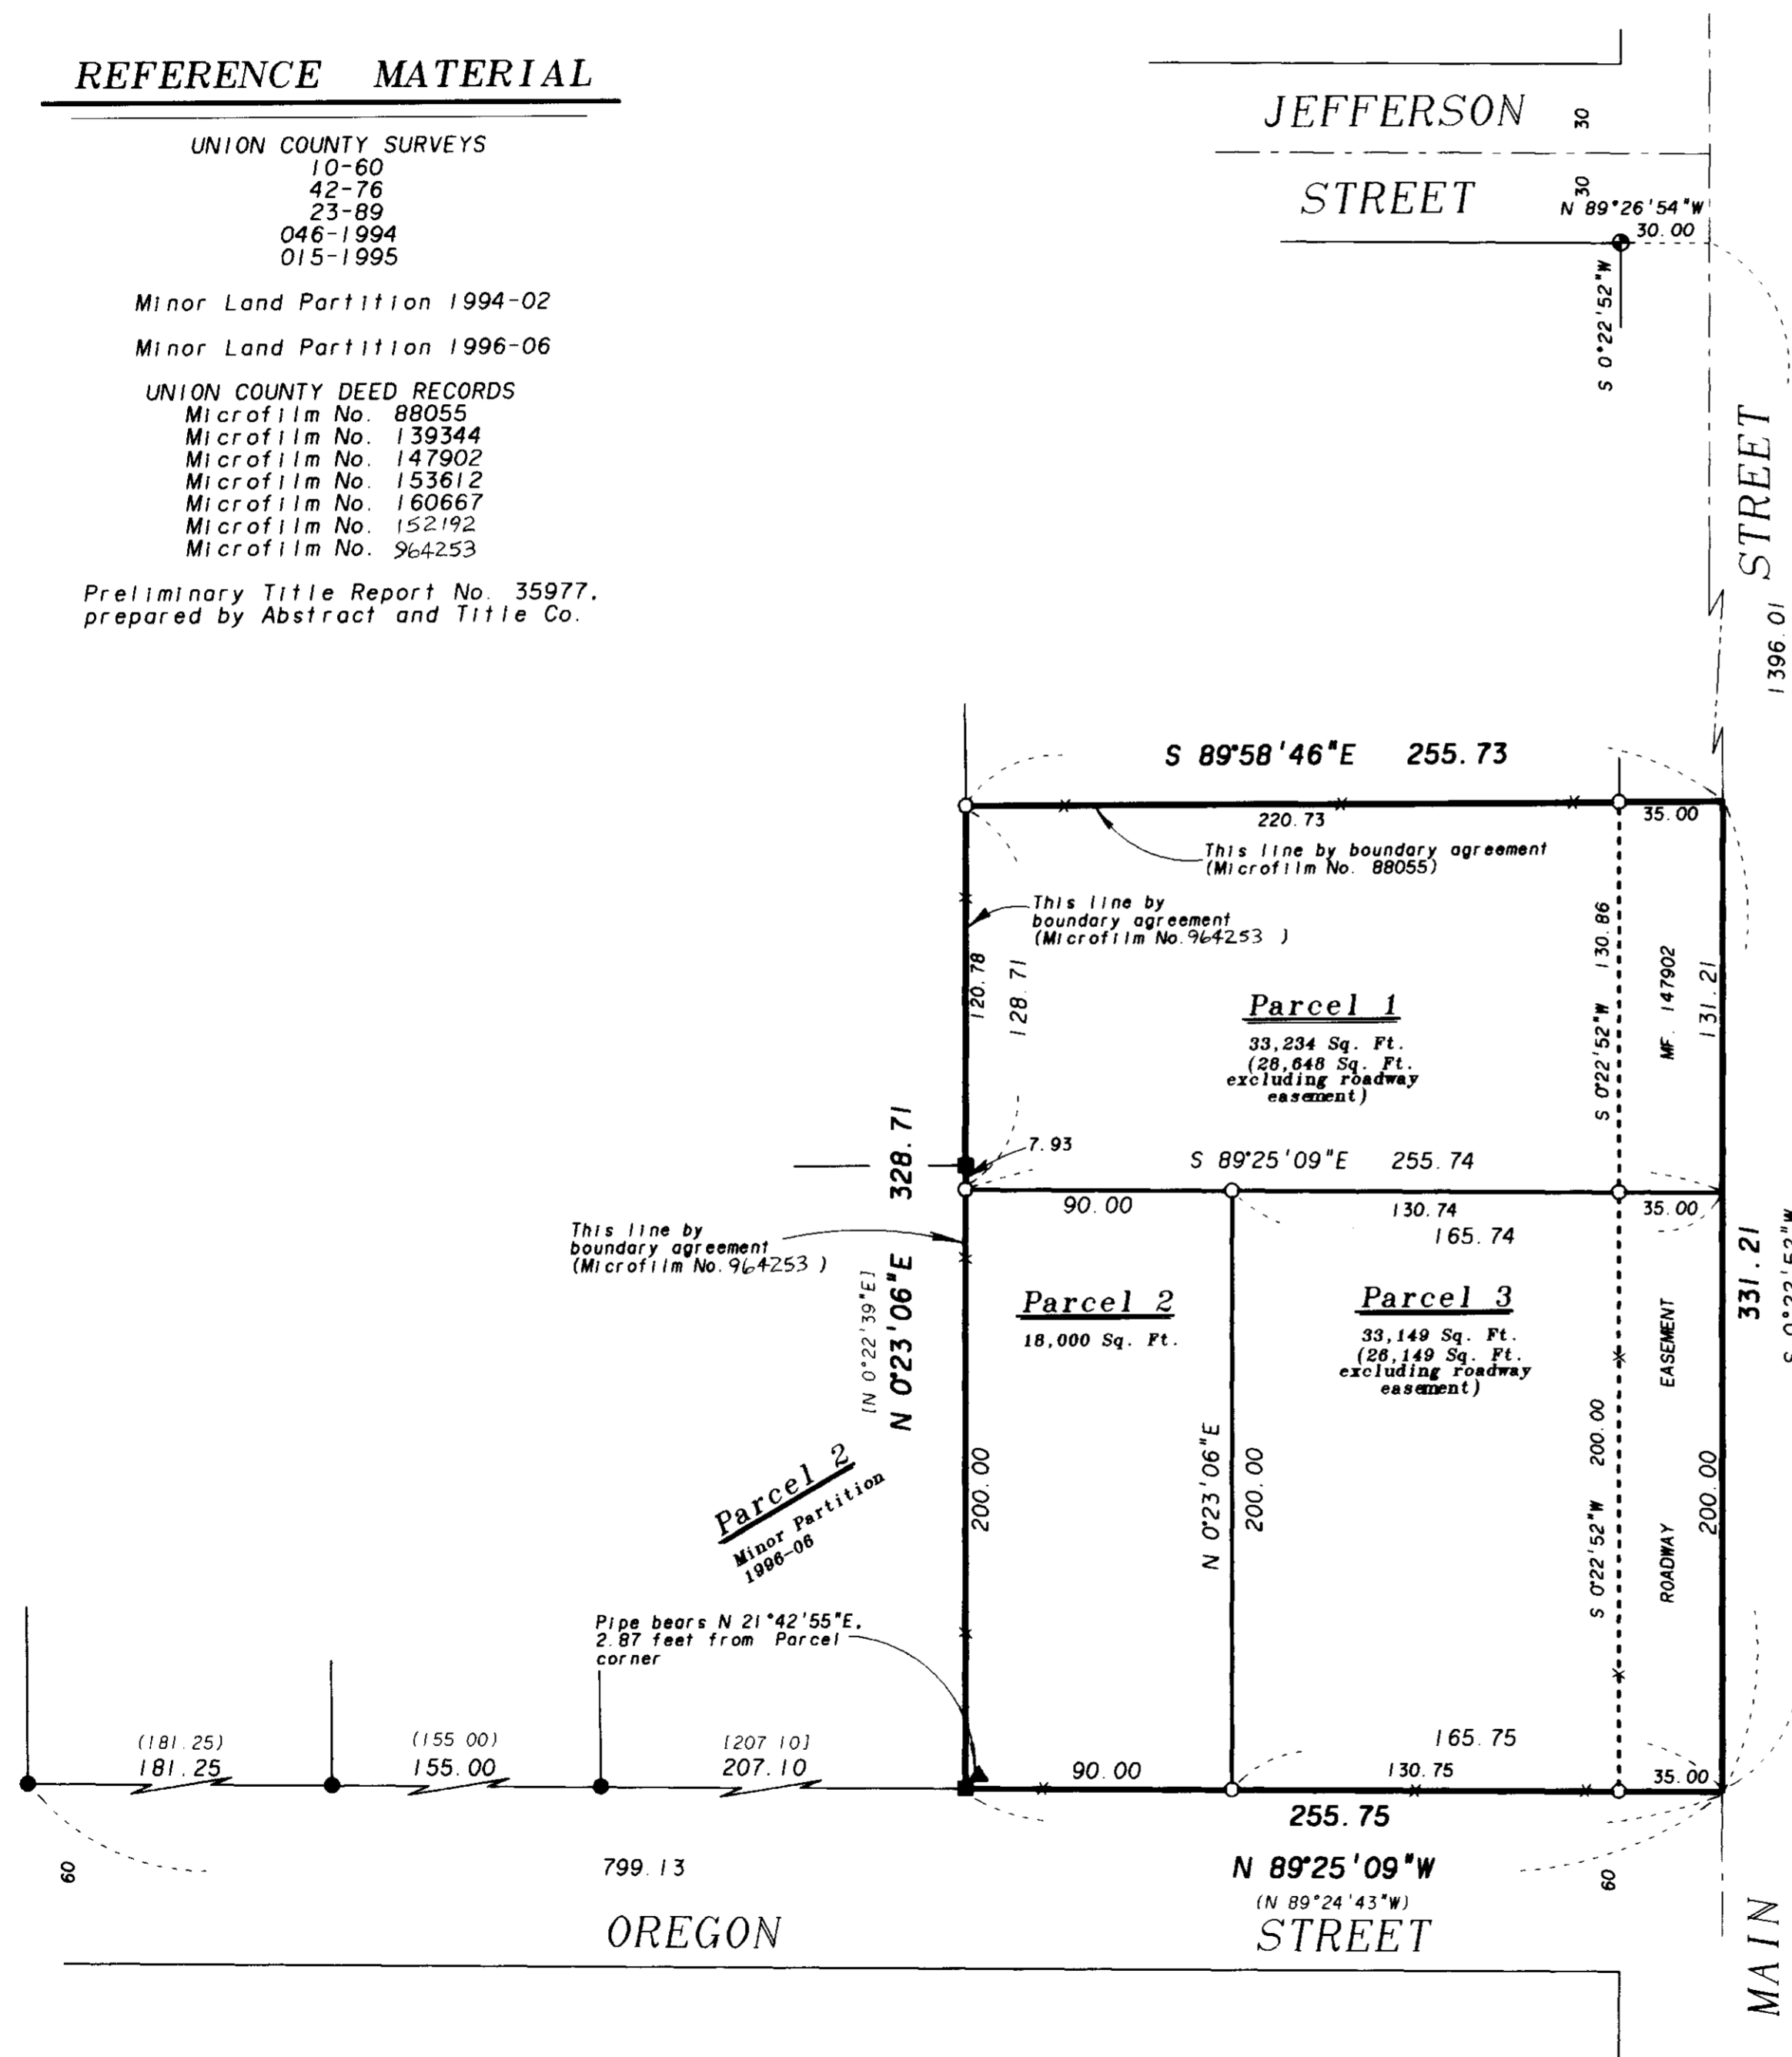 REFERENCE MATERIAL
UNION COUNTY SURVEYS
10-60
42-76
23-89
046-1994
015-1995
Minor Land Partition 1994-02
Minor Land Partition 1996-06
UNION COUNTY DEED RECORDS
Microfilm No. 88055
Microfilm No. 139344
Microfilm No. 147902
Microfilm No. 153612
Microfilm No. 160667
Microfilm No. 152192
Microfilm No. 964253
Preliminary Title Report No. 35977,
prepared by Abstract and Title Co.
JEFFERSON
30
STREET
30
N 89°26'54"W
30.00
S 0°22'52"W
STREET
1396.01
S 89°58'46"E 255.73
220.73
35.00
This line by boundary agreement
(Microfilm No. 88055)
This line by
boundary agreement
(Microfilm No. 964253 )
120.78
128.71
S 0°22'52"W 130.86
MF. 147902
131.21
Parcel 1
33,234 Sq. Ft.
(28,648 Sq. Ft.
excluding roadway
easement)
7.93
S 89°25'09"E 255.74
90.00
130.74
35.00
165.74
This line by
boundary agreement
(Microfilm No. 964253 )
[N 0°22'39"E]
N 0°23'06"E 328.71
Parcel 2
18,000 Sq. Ft.
Parcel 3
33,149 Sq. Ft.
(26,149 Sq. Ft.
excluding roadway
easement)
200.00
N 0°23'06"E
200.00
S 0°22'52"W 200.00
ROADWAY EASEMENT
200.00
331.21
S 0°22'52"W
Parcel 2
Minor Partition
1996-06
Pipe bears N 21°42'55"E,
2.87 feet from Parcel
corner
(181.25)
181.25
(155.00)
155.00
[207.10]
207.10
90.00
165.75
130.75
35.00
255.75
60
799.13
N 89°25'09"W
60
(N 89°24'43"W)
OREGON STREET
MAIN